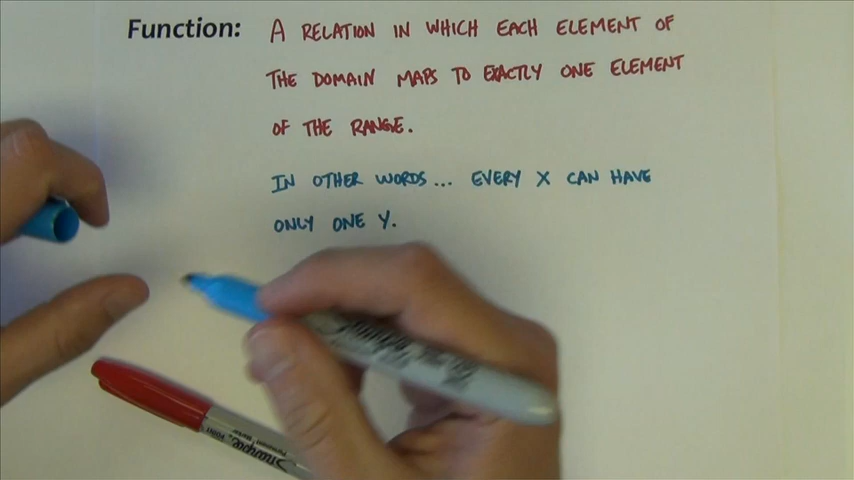 Function: A RELATION IN WHICH EACH ELEMENT OF
THE DOMAIN MAPS TO EXACTLY ONE ELEMENT
OF THE RANGE.
IN OTHER WORDS... EVERY X CAN HAVE
ONLY ONE Y.
Sharpie